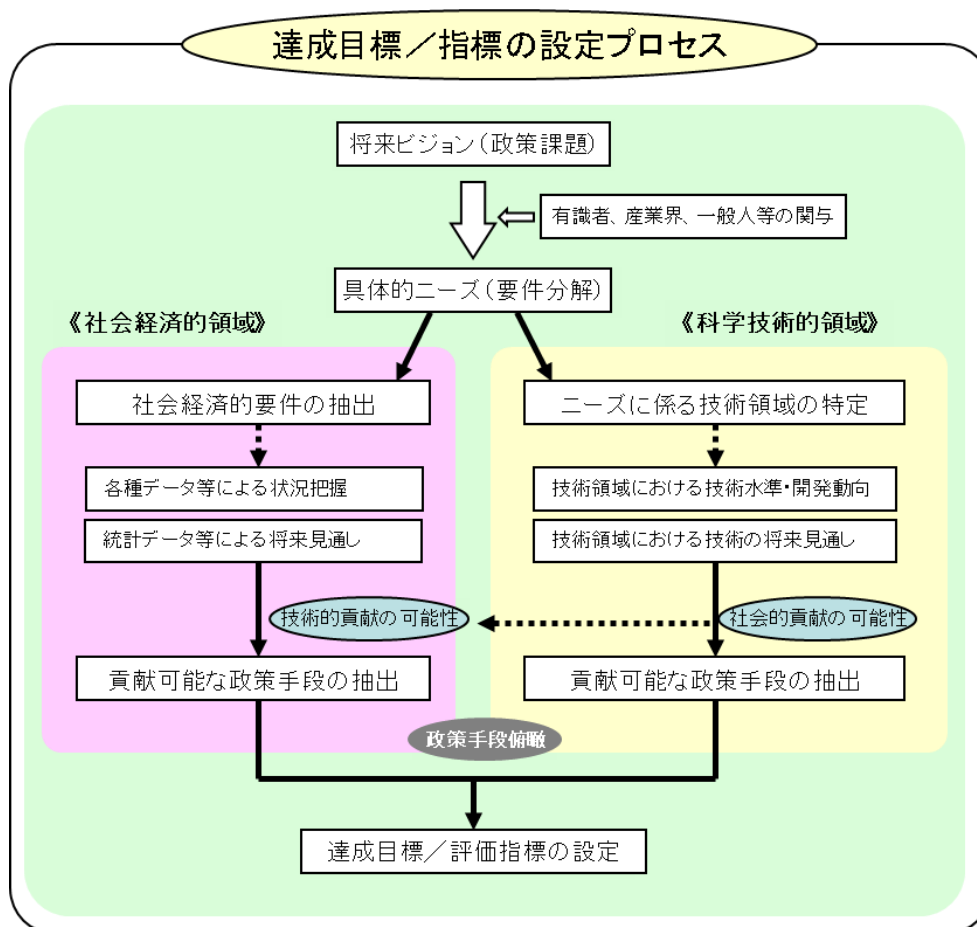 達成目標／指標の設定プロセス
将来ビジョン（政策課題）
有識者、産業界、一般人等の関与
具体的ニーズ（要件分解）
《社会経済的領域》
《科学技術的領域》
社会経済的要件の抽出
ニーズに係る技術領域の特定
各種データ等による状況把握
技術領域における技術水準・開発動向
統計データ等による将来見通し
技術領域における技術の将来見通し
技術的貢献の可能性
社会的貢献の可能性
貢献可能な政策手段の抽出
貢献可能な政策手段の抽出
政策手段俯瞰
達成目標／評価指標の設定